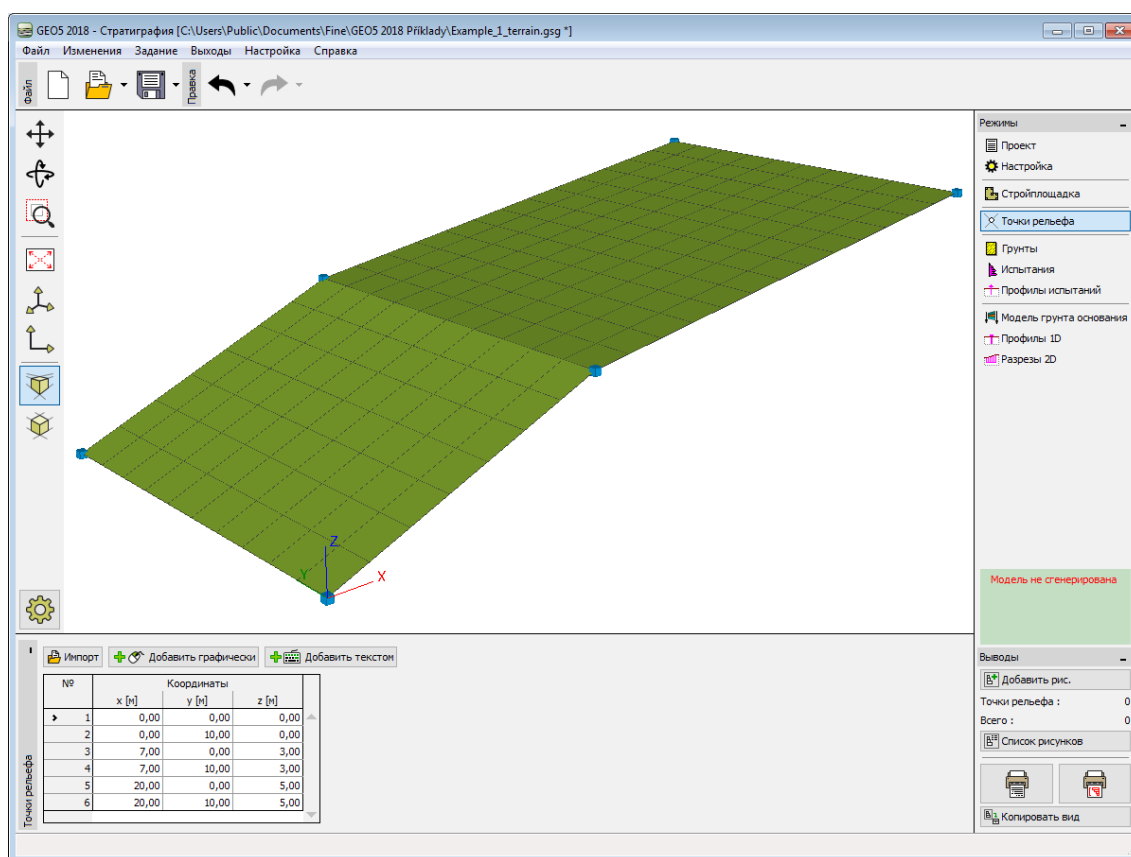 GEO5 2018 - Стратиграфия [C:\Users\Public\Documents\Fine\GEO5 2018 Příklady\Example_1_terrain.gsg *]
Файл Изменения Задание Выходы Настройка Справка
Файл
Правка
Режимы
Проект
Настройка
Стройплощадка
Точки рельефа
Грунты
Испытания
Профилы испытаний
Модель грунта основания
Профилы 1D
Разрезы 2D
Z
Y
X
Модель не сгенерирована
Точки рельефа
Импорт Добавить графически Добавить текстом
№ Координаты
x [м] y [м] z [м]
1 0,00 0,00 0,00
2 0,00 10,00 0,00
3 7,00 0,00 3,00
4 7,00 10,00 3,00
5 20,00 0,00 5,00
6 20,00 10,00 5,00
Выводы
Добавить рис.
Точки рельефа : 0
Всего : 0
Список рисунков
Копировать вид